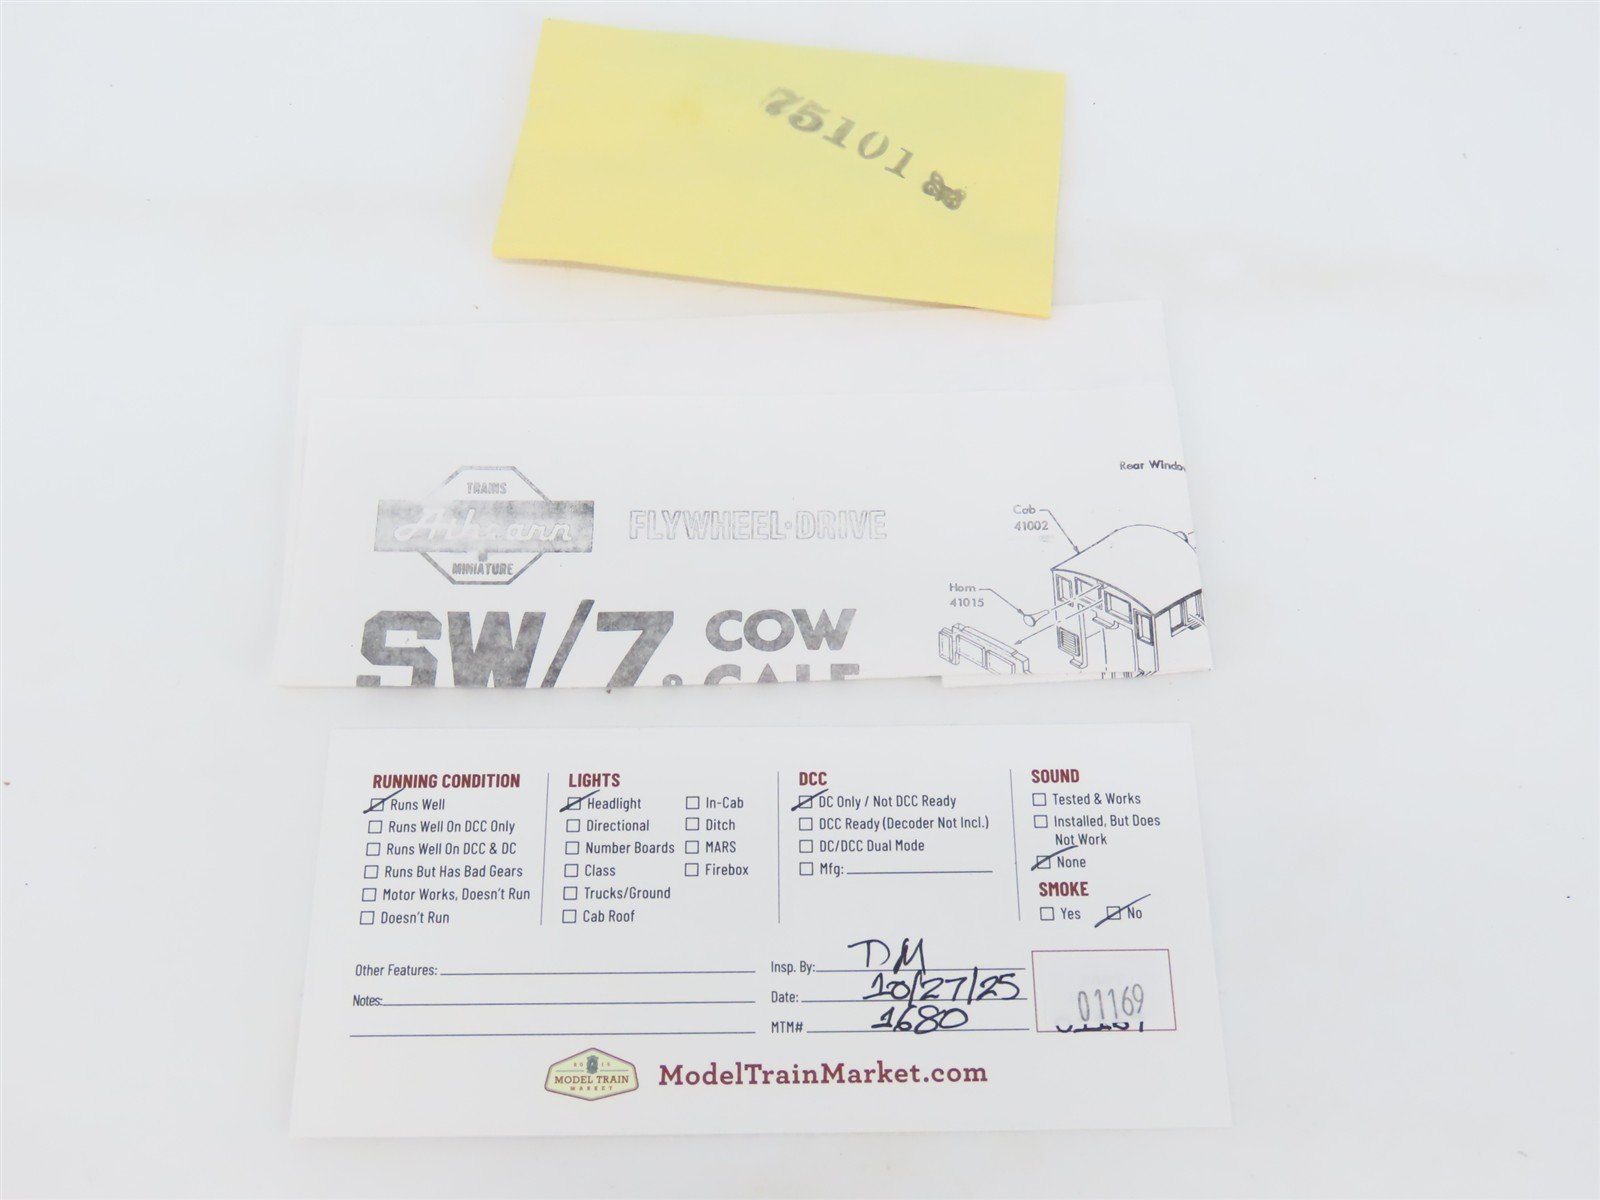 75101
TRAINS
Athearn
IN
MINIATURE
FLYWHEEL·DRIVE
SW/7 COW
& CALF
Rear Windo
Cab
41002
Horn
41015
RUNNING CONDITION
Runs Well
Runs Well On DCC Only
Runs Well On DCC & DC
Runs But Has Bad Gears
Motor Works, Doesn't Run
Doesn't Run
LIGHTS
Headlight
Directional
Number Boards
Class
Trucks/Ground
Cab Roof
In-Cab
Ditch
MARS
Firebox
DCC
DC Only / Not DCC Ready
DCC Ready (Decoder Not Incl.)
DC/DCC Dual Mode
Mfg:
SOUND
Tested & Works
Installed, But Does
Not Work
None
SMOKE
Yes No
Other Features:
Notes:
Insp. By: DM
Date: 10/27/25
MTM# 1680
01169
MODEL TRAIN
MARKET
ModelTrainMarket.com